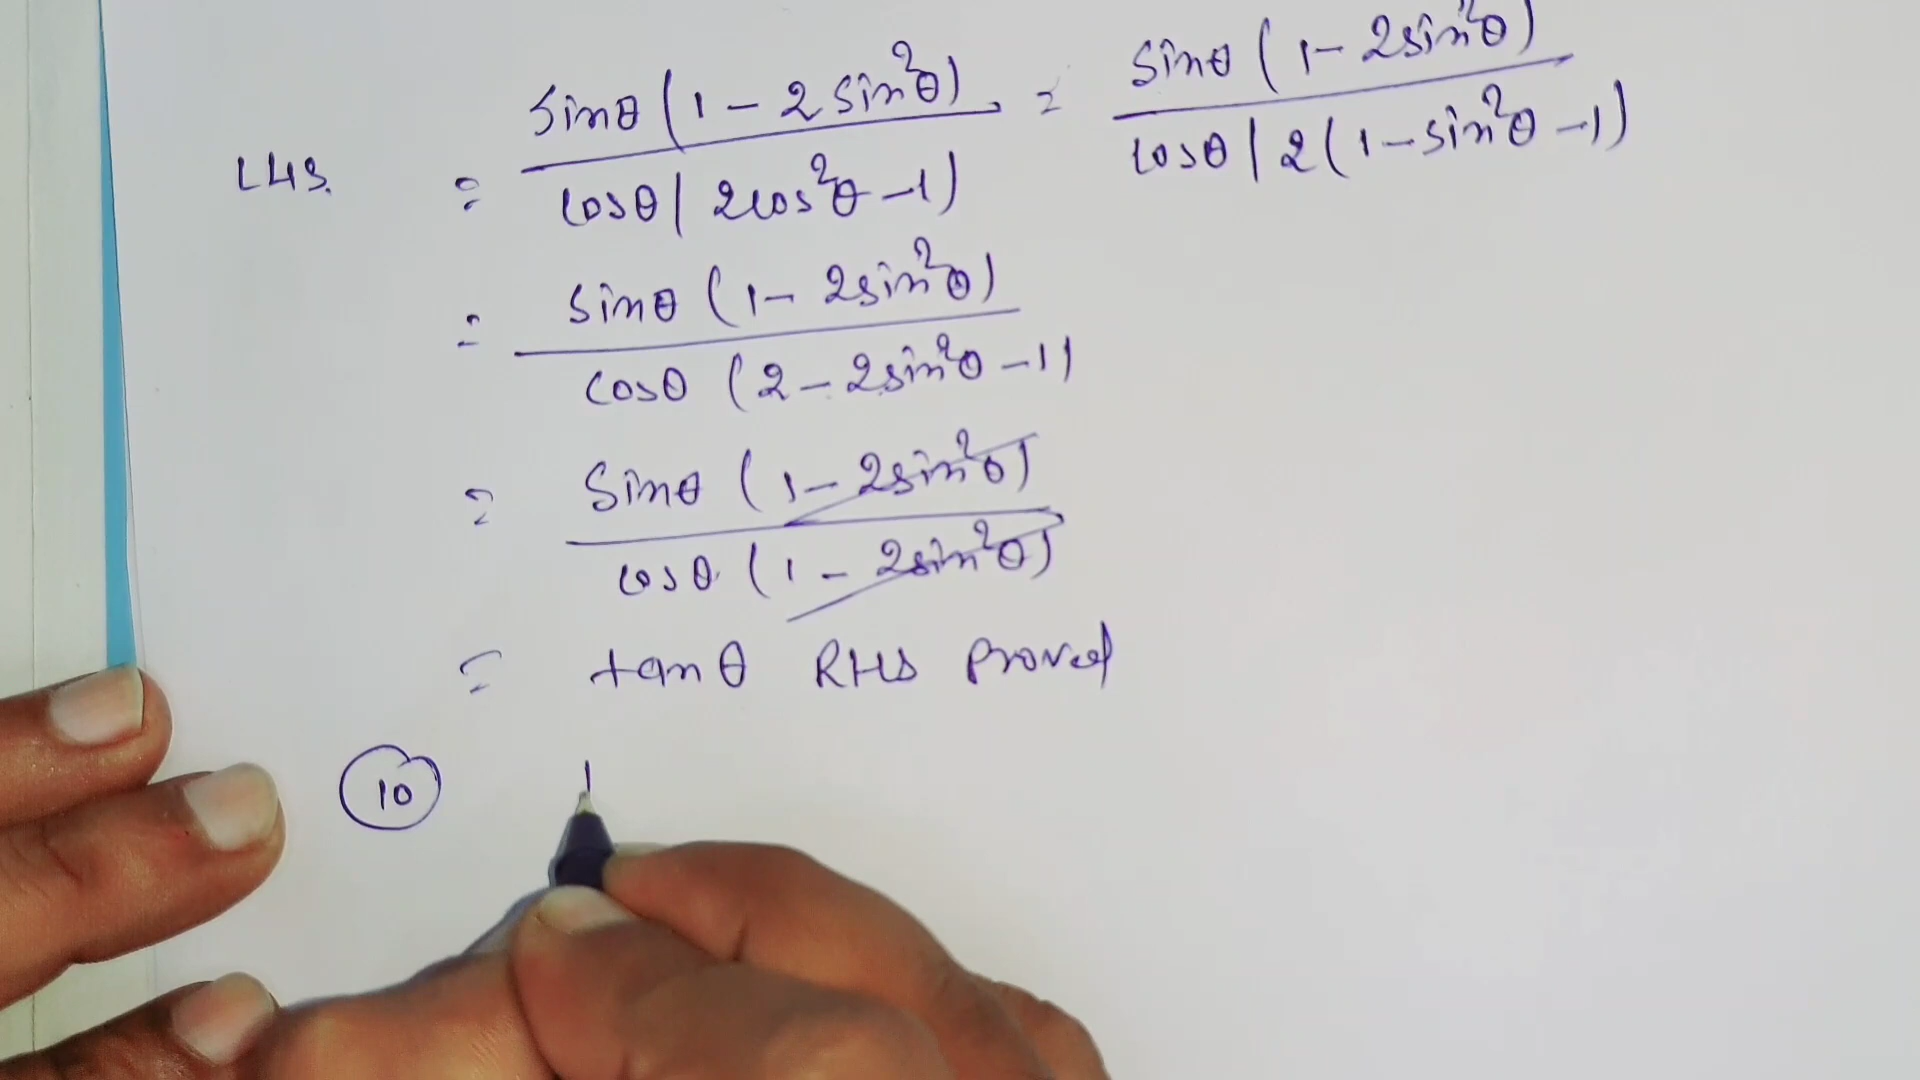 LHS. = sinθ(1 - 2sin²θ) / cosθ(2cos²θ - 1) = sinθ(1 - 2sin²θ) / cosθ(2(1 - sin²θ - 1)
= sinθ(1 - 2sin²θ) / cosθ(2 - 2sin²θ - 1)
= sinθ(1 - 2sin²θ) / cosθ(1 - 2sin²θ)
= tanθ RHS Proved
10